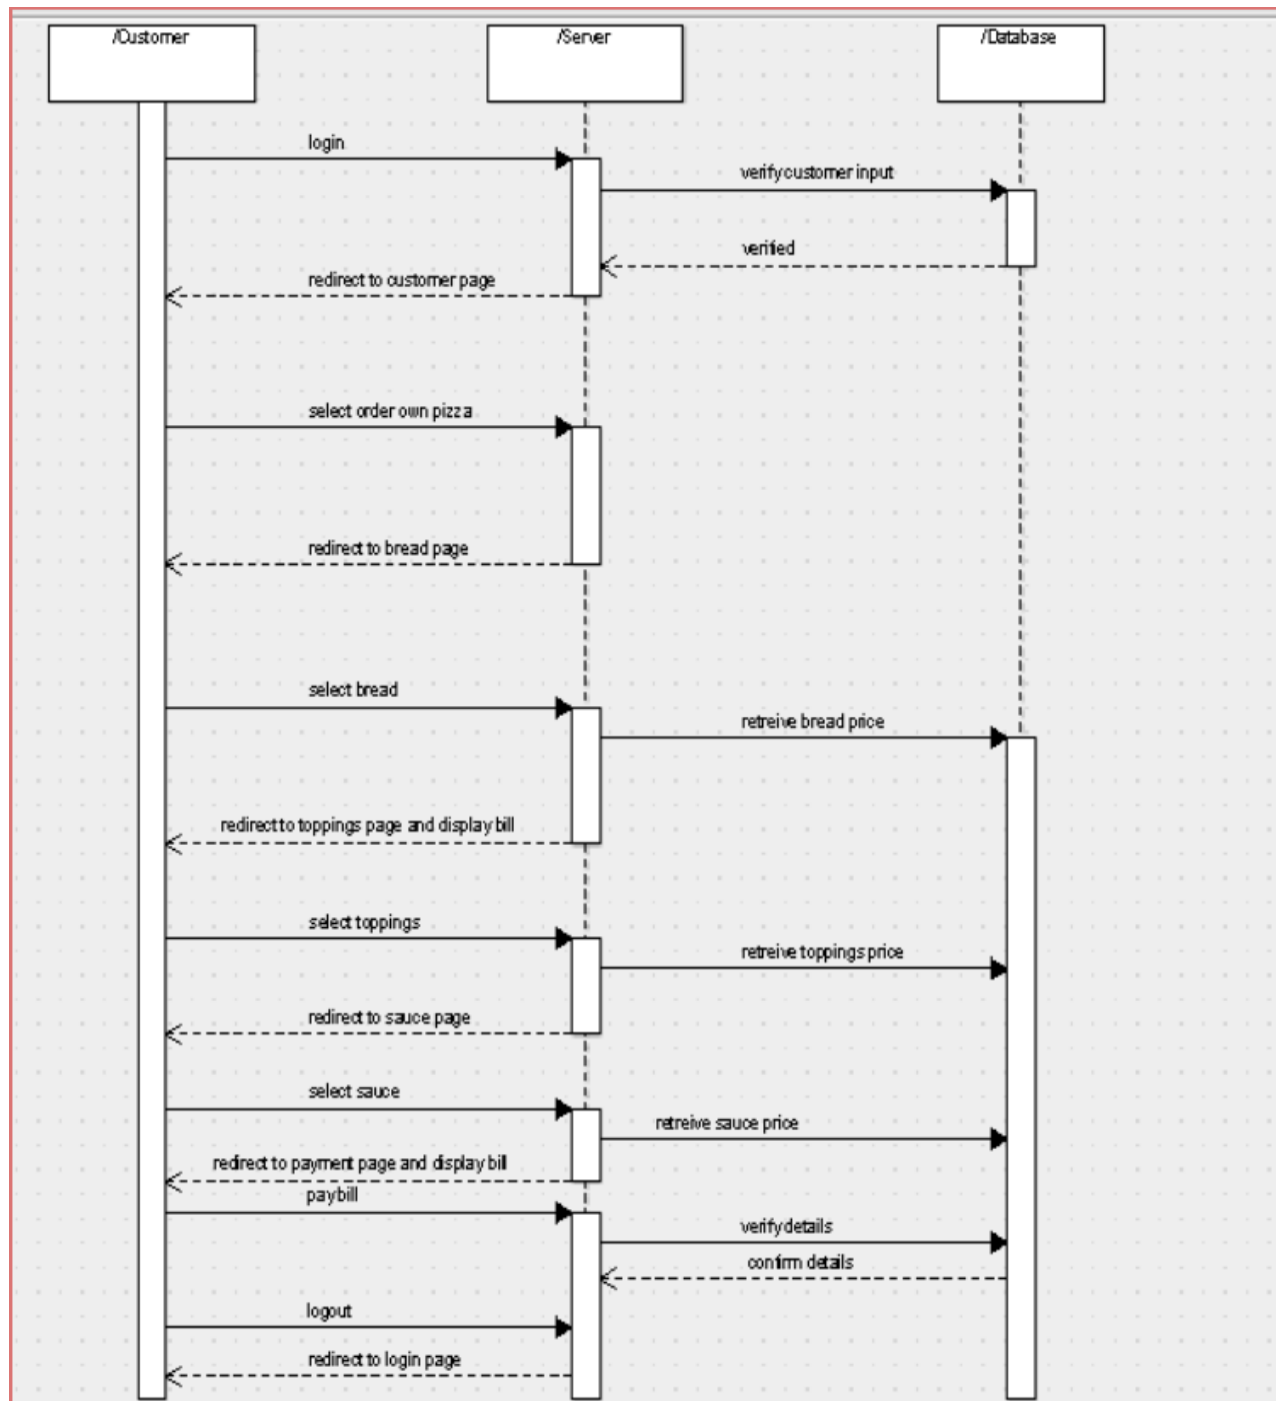 /Customer
/Server
/Database
login
verify customer input
verified
redirect to customer page
select order own pizza
redirect to bread page
select bread
retreive bread price
redirect to toppings page and display bill
select toppings
retreive toppings price
redirect to sauce page
select sauce
retreive sauce price
redirect to payment page and display bill
pay bill
verify details
confirm details
logout
redirect to login page